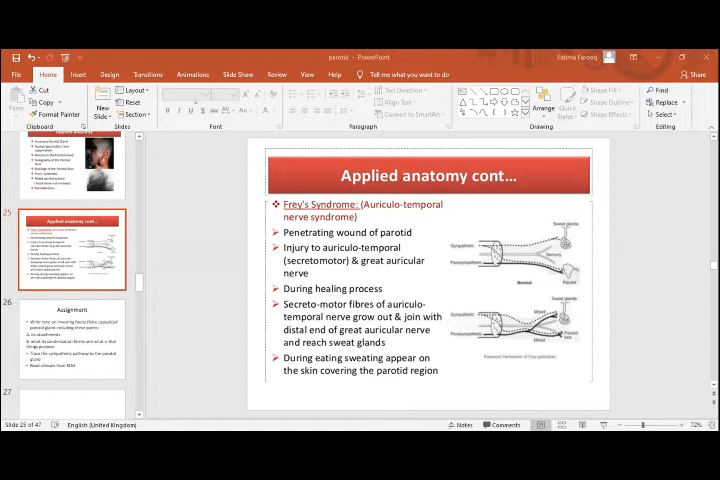 parotid - PowerPoint
Fatima Farooq
File Home Insert Design Transitions Animations Slide Show Review View Help Tell me what you want to do Share
Paste
Cut
Copy
Format Painter
Clipboard
New Slide
Layout
Reset
Section
Slides
Font
Text Direction
Align Text
Convert to SmartArt
Paragraph
Arrange
Quick Styles
Shape Fill
Shape Outline
Shape Effects
Drawing
Find
Replace
Select
Editing
25
Applied anatomy cont...
26
Assignment
27
Applied anatomy cont...
Frey's Syndrome: (Auriculo-temporal
nerve syndrome)
Penetrating wound of parotid
Injury to auriculo-temporal
(secretomotor) & great auricular
nerve
During healing process
Secreto-motor fibres of auriculo-
temporal nerve grow out & join with
distal end of great auricular nerve
and reach sweat glands
During eating sweating appear on
the skin covering the parotid region
Sweat glands
Sympathetic
Sensory
Parasympathetic
Parotid
Normal
Sweat glands
Sympathetic
Mixed
Parasympathetic
Parotid
Mixed
Slide 25 of 47
English (United Kingdom)
Notes
Comments
72%